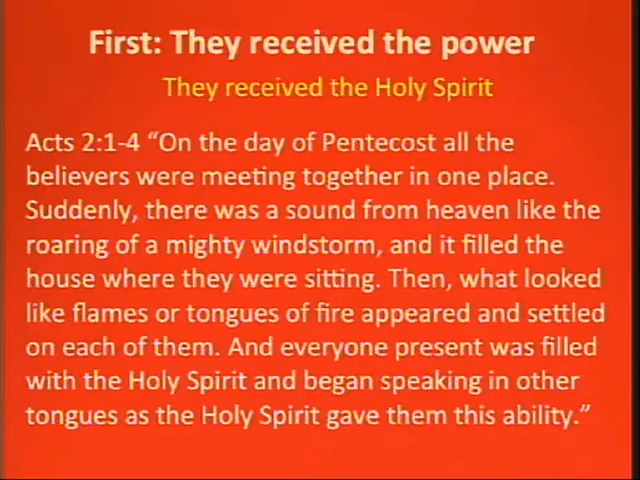 First: They received the power
They received the Holy Spirit
Acts 2:1-4 “On the day of Pentecost all the
believers were meeting together in one place.
Suddenly, there was a sound from heaven like the
roaring of a mighty windstorm, and it filled the
house where they were sitting. Then, what looked
like flames or tongues of fire appeared and settled
on each of them. And everyone present was filled
with the Holy Spirit and began speaking in other
tongues as the Holy Spirit gave them this ability.”